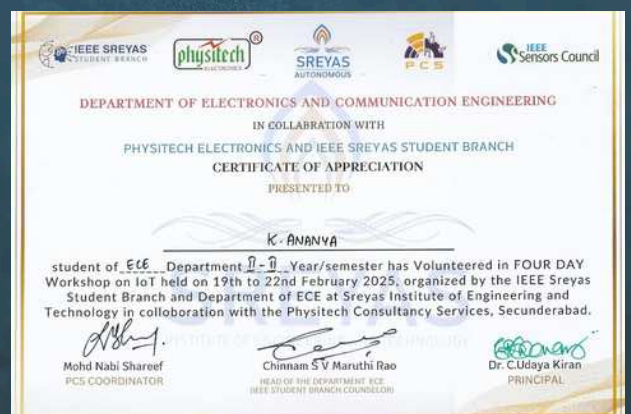 IEEE SREYAS
STUDENT BRANCH
physitech®
ELECTRONICS
SREYAS
AUTONOMOUS
PCS
IEEE
Sensors Council
DEPARTMENT OF ELECTRONICS AND COMMUNICATION ENGINEERING
IN COLLABRATION WITH
PHYSITECH ELECTRONICS AND IEEE SREYAS STUDENT BRANCH
CERTIFICATE OF APPRECIATION
PRESENTED TO
K. ANANYA
student of ECE Department II-II Year/semester has Volunteered in FOUR DAY
Workshop on IoT held on 19th to 22nd February 2025, organized by the IEEE Sreyas
Student Branch and Department of ECE at Sreyas Institute of Engineering and
Technology in colloboration with the Physitech Consultancy Services, Secunderabad.
Mohd Nabi Shareef
PCS COORDINATOR
Chinnam S V Maruthi Rao
HEAD OF THE DEPARTMENT ECE
(IEEE STUDENT BRANCH COUNSELOR)
Dr. C.Udaya Kiran
PRINCIPAL
SREYAS